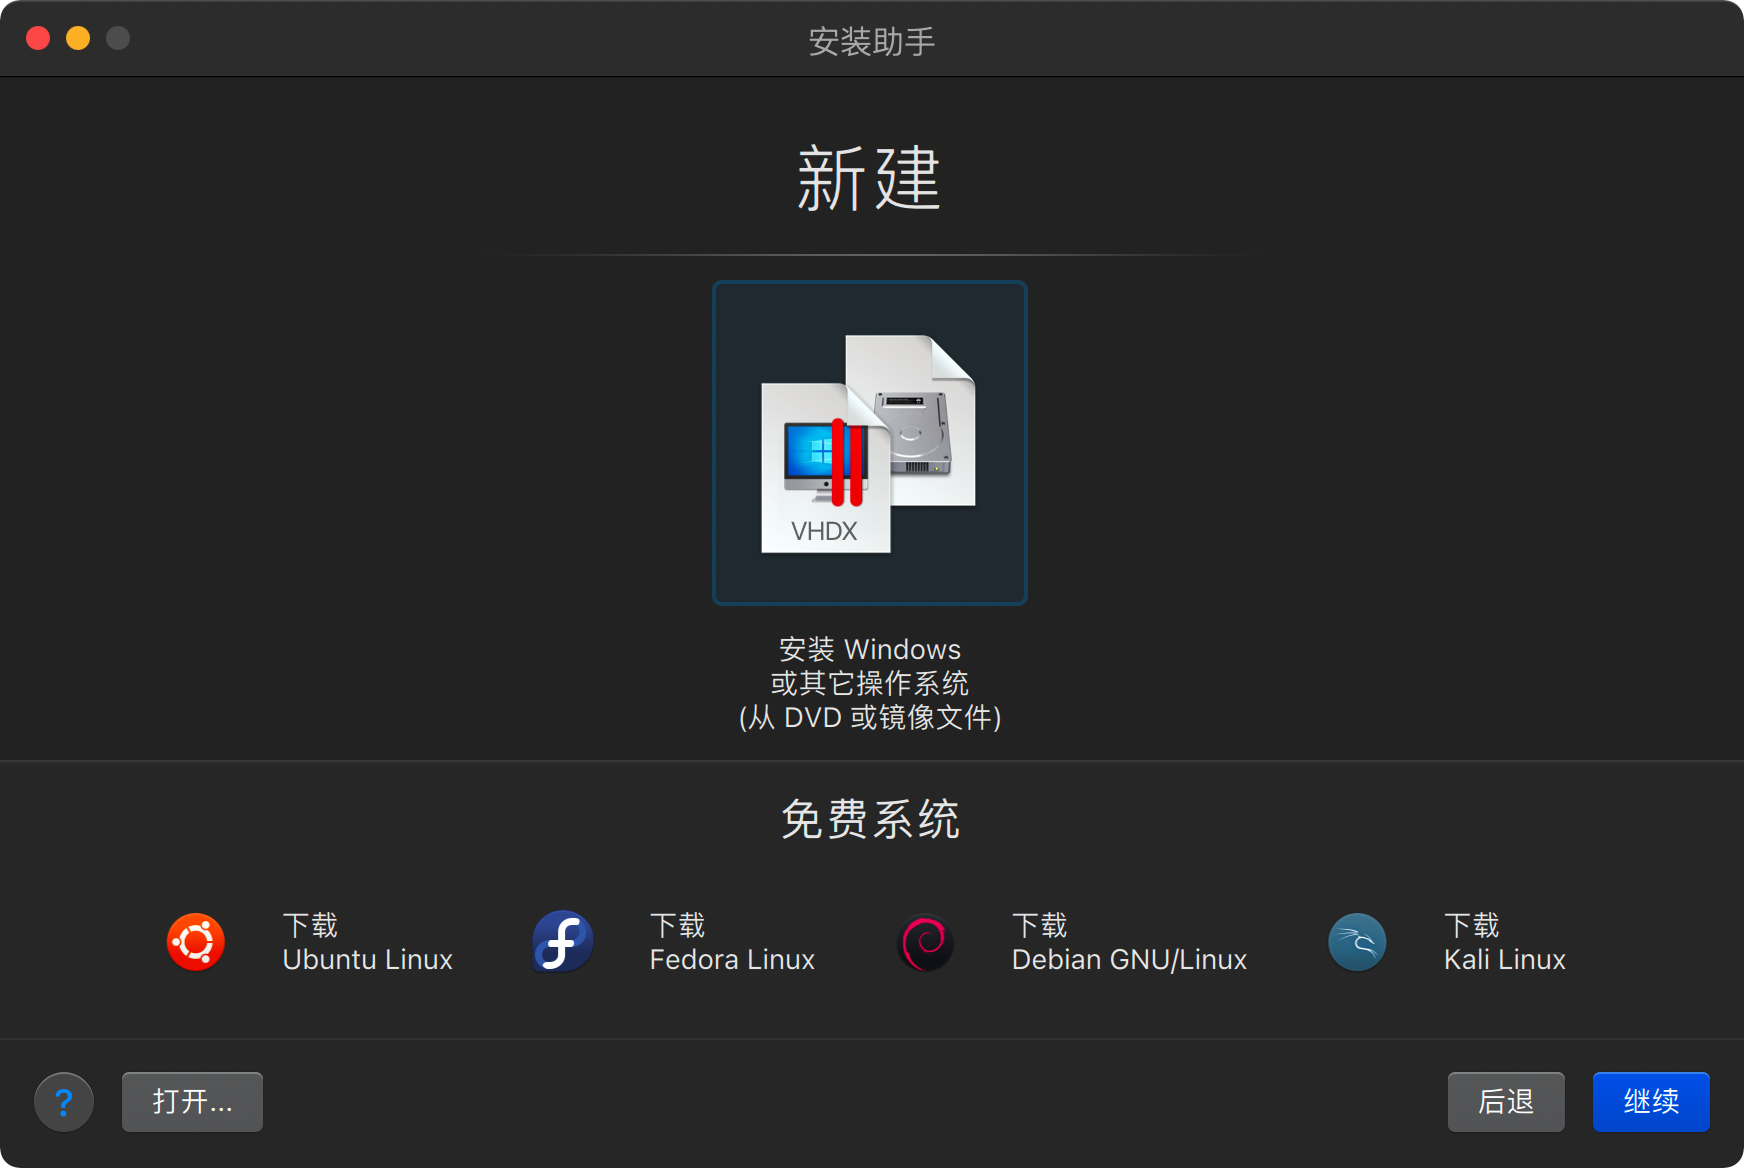 安装助手
新建
VHDX
安装 Windows
或其它操作系统
(从 DVD 或镜像文件)
免费系统
下载
Ubuntu Linux
下载
Fedora Linux
下载
Debian GNU/Linux
下载
Kali Linux
?
打开...
后退
继续